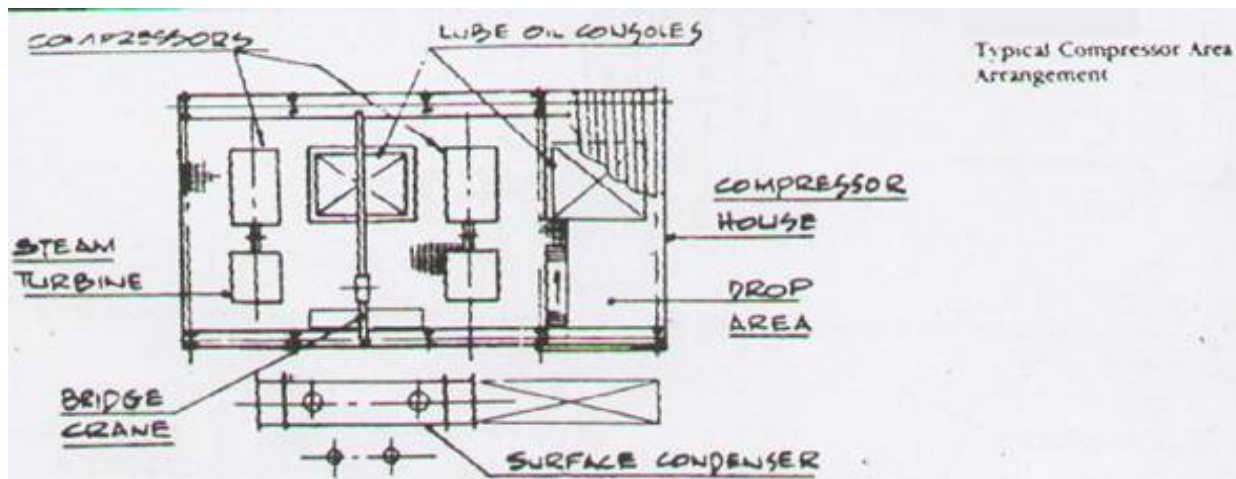 COMPRESSORS
LUBE OIL CONSOLES
Typical Compressor Area
Arrangement
COMPRESSOR
HOUSE
STEAM
TURBINE
DROP
AREA
BRIDGE
CRANE
SURFACE CONDENSER